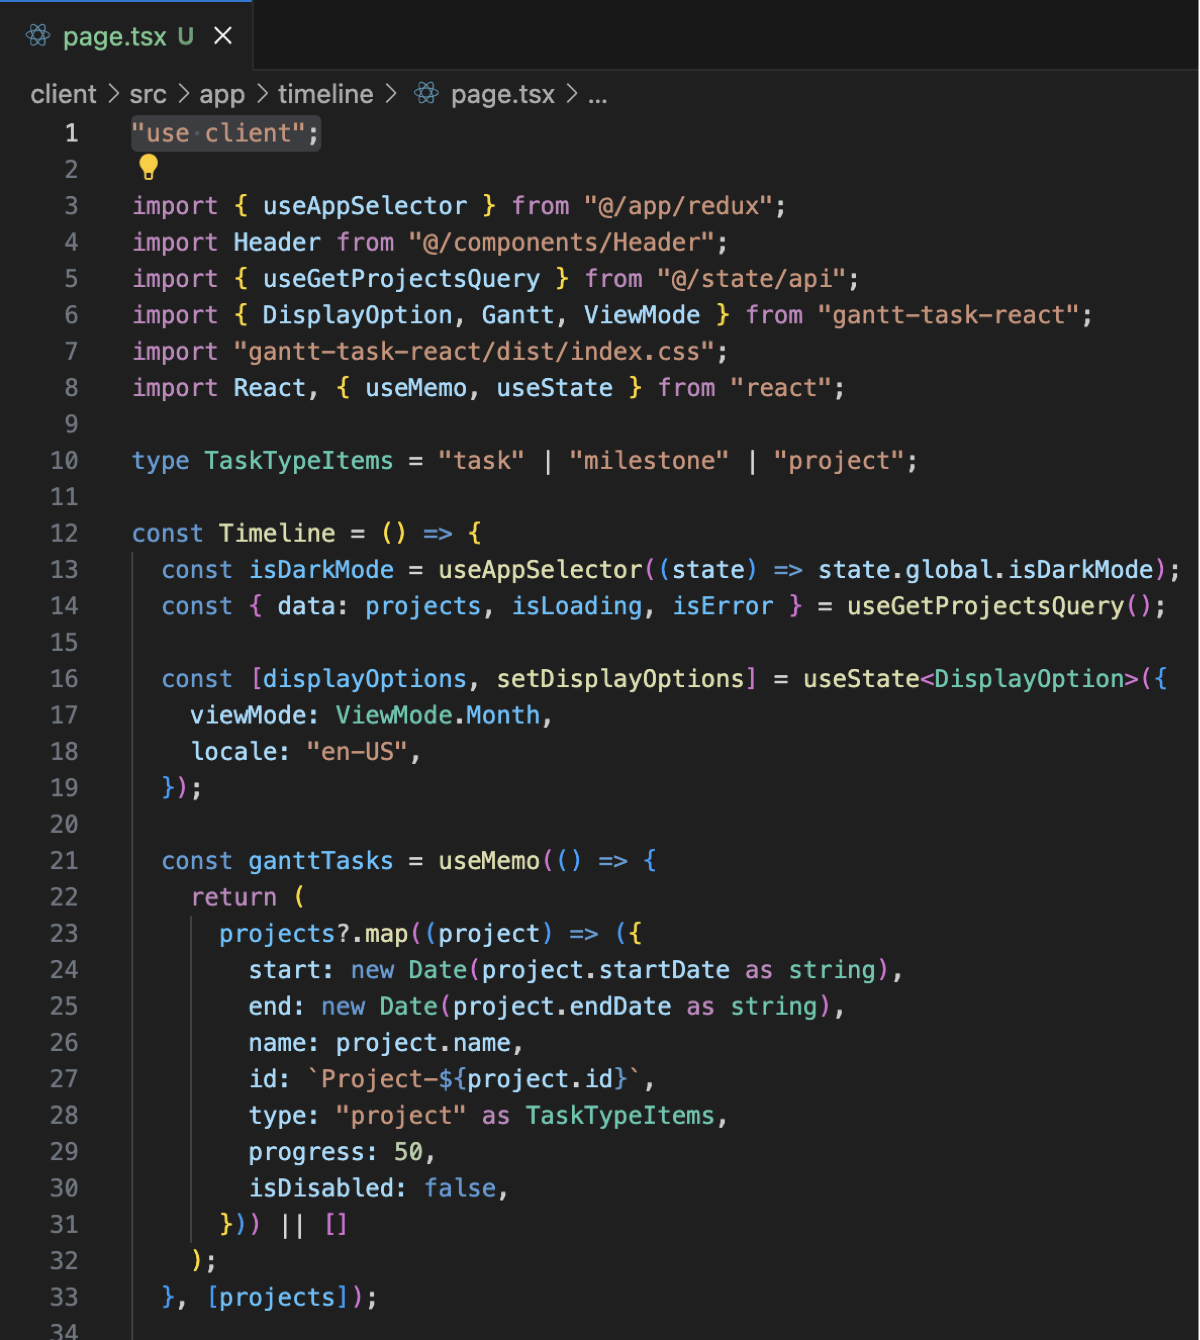 page.tsx U
client > src > app > timeline > page.tsx > ...
1 "use client";
2
3 import { useAppSelector } from "@/app/redux";
4 import Header from "@/components/Header";
5 import { useGetProjectsQuery } from "@/state/api";
6 import { DisplayOption, Gantt, ViewMode } from "gantt-task-react";
7 import "gantt-task-react/dist/index.css";
8 import React, { useMemo, useState } from "react";
9
10 type TaskTypeItems = "task" | "milestone" | "project";
11
12 const Timeline = () => {
13   const isDarkMode = useAppSelector((state) => state.global.isDarkMode);
14   const { data: projects, isLoading, isError } = useGetProjectsQuery();
15
16   const [displayOptions, setDisplayOptions] = useState<DisplayOption>({
17     viewMode: ViewMode.Month,
18     locale: "en-US",
19   });
20
21   const ganttTasks = useMemo(() => {
22     return (
23       projects?.map((project) => ({
24         start: new Date(project.startDate as string),
25         end: new Date(project.endDate as string),
26         name: project.name,
27         id: `Project-${project.id}`,
28         type: "project" as TaskTypeItems,
29         progress: 50,
30         isDisabled: false,
31       })) || []
32     );
33   }, [projects]);
34